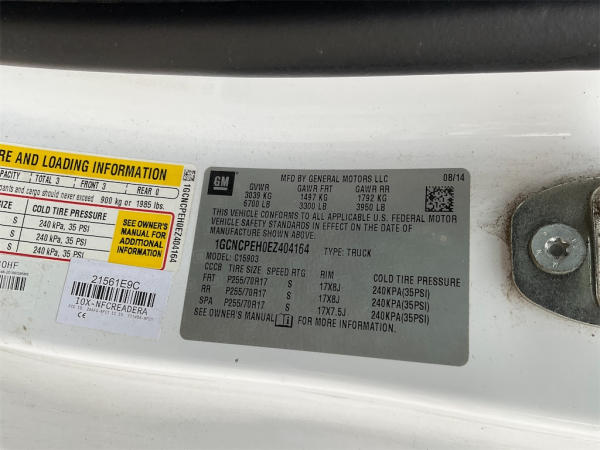 RE AND LOADING INFORMATION
CAPACITY TOTAL 3 FRONT 3 REAR 0
pants and cargo should never exceed 900 kg or 1985 lbs.
SIZE COLD TIRE PRESSURE
240 kPa, 35 PSI
S 240 kPa, 35 PSI
S 240 kPa, 35 PSI
SEE OWNER'S
MANUAL FOR
ADDITIONAL
INFORMATION
1GCNCPEH0EZ404164
21561E9C
IOX-NFCREADERA
CE
GM
MFD BY GENERAL MOTORS LLC 08/14
GVWR GAWR FRT GAWR RR
3039 KG 1497 KG 1792 KG
6700 LB 3300 LB 3950 LB
THIS VEHICLE CONFORMS TO ALL APPLICABLE U.S. FEDERAL MOTOR
VEHICLE SAFETY STANDARDS IN EFFECT ON THE DATE OF
MANUFACTURE SHOWN ABOVE.
1GCNCPEH0EZ404164 TYPE: TRUCK
MODEL: C15903
CCCB TIRE SIZE SPEED RTG RIM COLD TIRE PRESSURE
FRT P255/70R17 S 17X8J 240KPA(35PSI)
RR P255/70R17 S 17X8J 240KPA(35PSI)
SPA P255/70R17 S 17X7.5J 240KPA(35PSI)
SEE OWNER'S MANUAL FOR MORE INFORMATION.